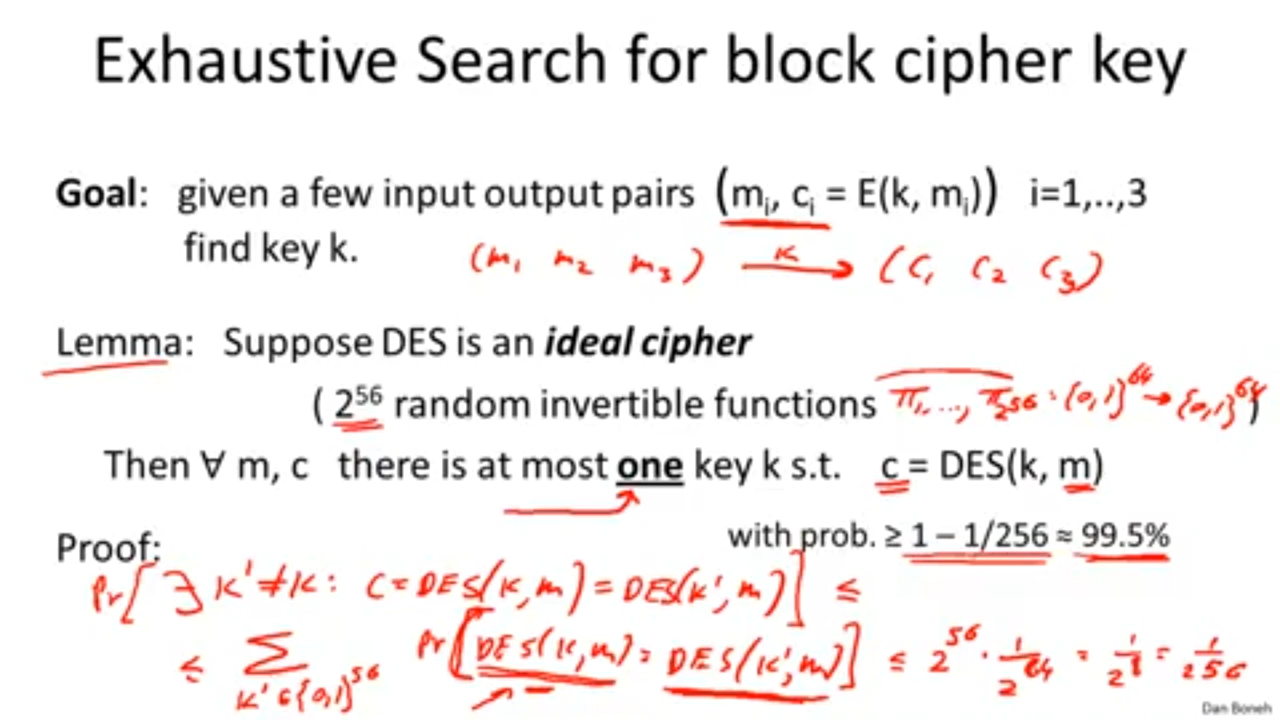 Exhaustive Search for block cipher key
Goal: given a few input output pairs (mᵢ, cᵢ = E(k, mᵢ)) i=1,..,3
find key k. (m₁ m₂ m₃) —K→ (c₁ c₂ c₃)
Lemma: Suppose DES is an ideal cipher
( 2⁵⁶ random invertible functions π₁,…, π₂⁵⁶ : {0,1}⁶⁴ → {0,1}⁶⁴ )
Then ∀ m, c there is at most one key k s.t. c = DES(k, m)
with prob. ≥ 1 – 1/256 ≈ 99.5%
Proof:
Pr[ ∃ K'≠K : C=DES(K,m)=DES(K',m) ] ≤
≤ Σ K'∈{0,1}⁵⁶ Pr[ DES(K,m) = DES(K',m) ] ≤ 2⁵⁶ · 1/2⁶⁴ = 1/2⁸ = 1/256
Dan Boneh